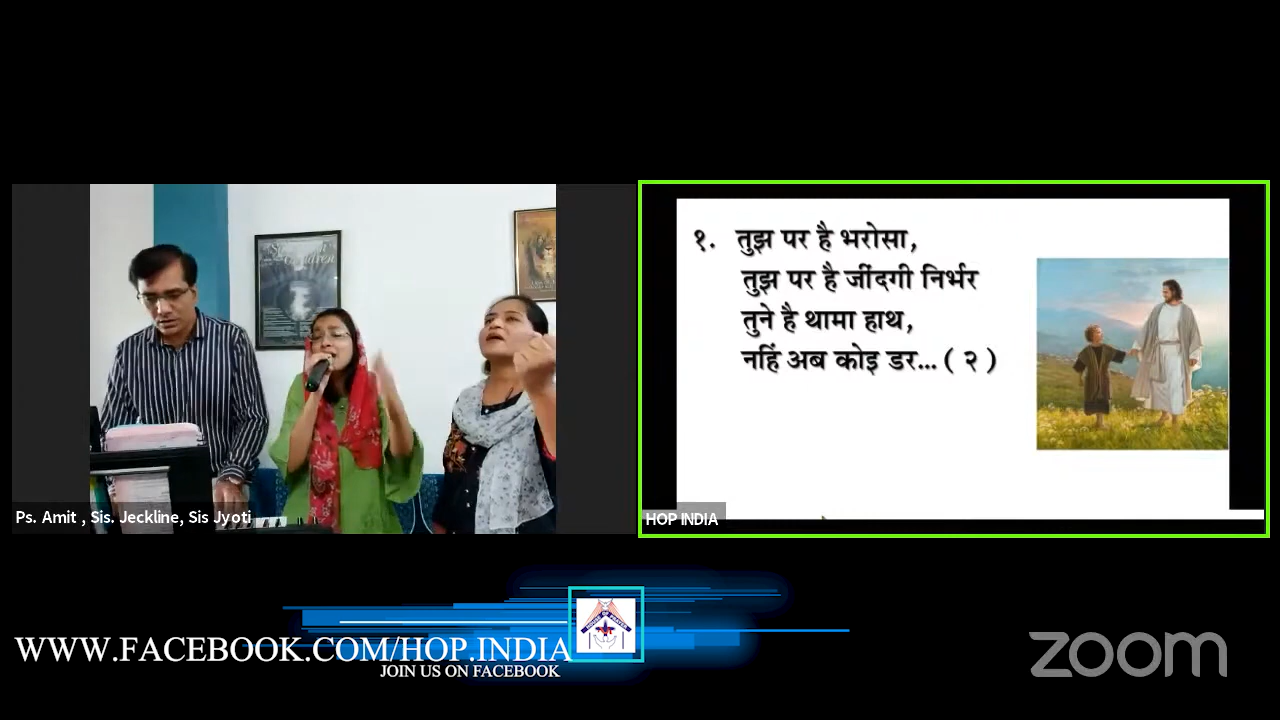 १. तुझ पर है भरोसा,
तुझ पर है जींदगी निर्भर
तुने है थामा हाथ,
नहिं अब कोइ डर...( २ )
Ps. Amit , Sis. Jeckline, Sis Jyoti
HOP INDIA
WWW.FACEBOOK.COM/HOP.INDIA
JOIN US ON FACEBOOK
zoom